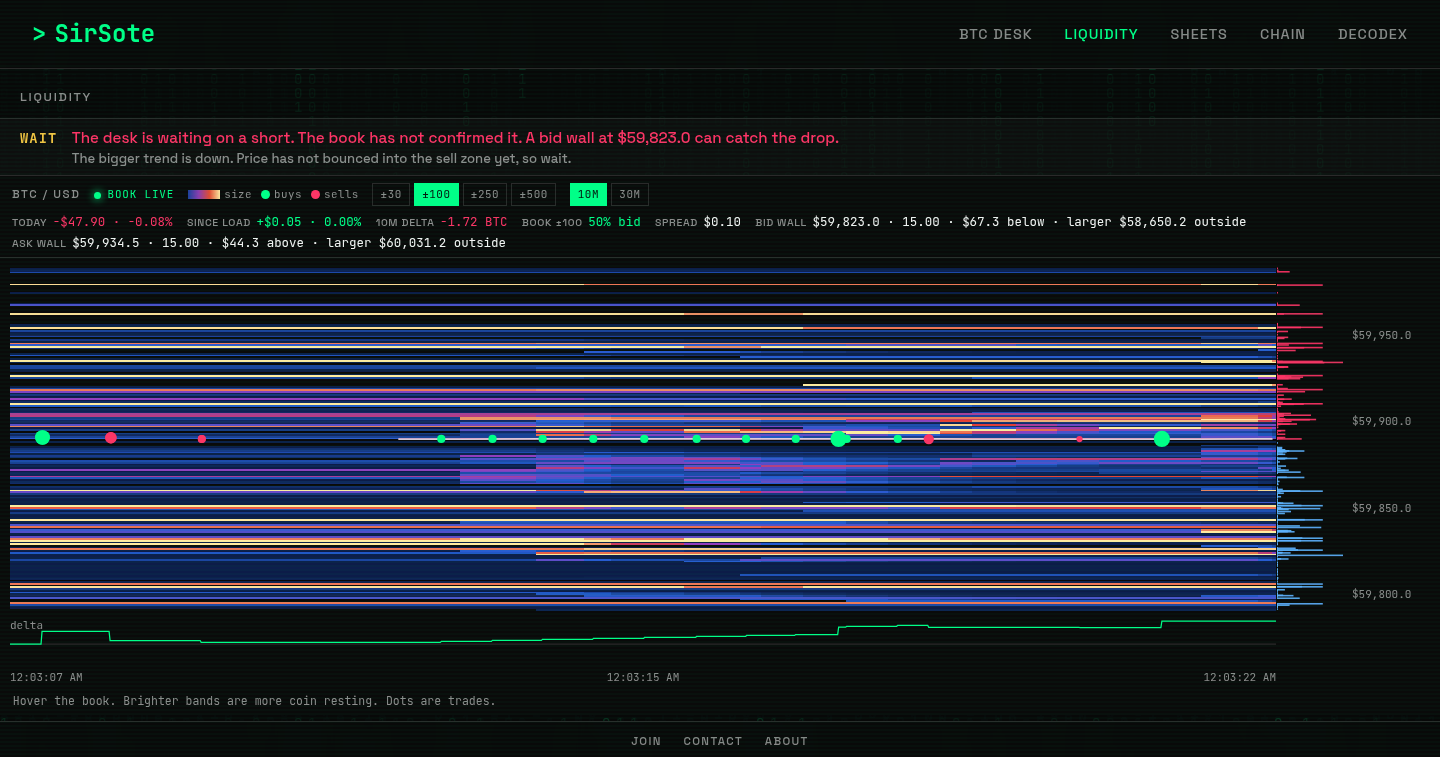 > SirSote
BTC DESK LIQUIDITY SHEETS CHAIN DECODEX
LIQUIDITY
WAIT The desk is waiting on a short. The book has not confirmed it. A bid wall at $59,823.0 can catch the drop.
The bigger trend is down. Price has not bounced into the sell zone yet, so wait.
BTC / USD BOOK LIVE size buys sells ±30 ±100 ±250 ±500 10M 30M
TODAY -$47.90 · -0.08% SINCE LOAD +$0.05 · 0.00% 10M DELTA -1.72 BTC BOOK ±100 50% bid SPREAD $0.10 BID WALL $59,823.0 · 15.00 · $67.3 below · larger $58,650.2 outside
ASK WALL $59,934.5 · 15.00 · $44.3 above · larger $60,031.2 outside
$59,950.0
$59,900.0
$59,850.0
$59,800.0
delta
12:03:07 AM 12:03:15 AM 12:03:22 AM
Hover the book. Brighter bands are more coin resting. Dots are trades.
JOIN CONTACT ABOUT